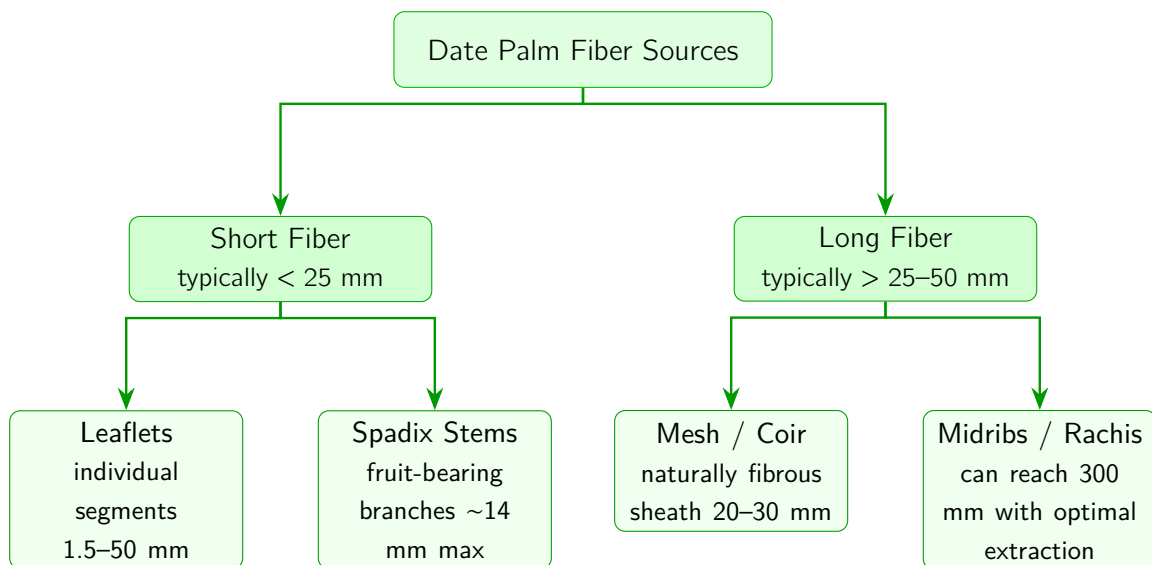 Date Palm Fiber Sources
Short Fiber
typically < 25 mm
Long Fiber
typically > 25–50 mm
Leaflets
individual
segments
1.5–50 mm
Spadix Stems
fruit-bearing
branches ~14
mm max
Mesh / Coir
naturally fibrous
sheath 20–30 mm
Midribs / Rachis
can reach 300
mm with optimal
extraction